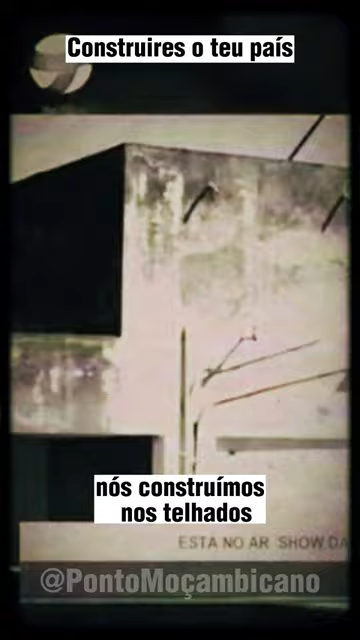 Construires o teu país
nós construímos
nos telhados
ESTA NO AR SHOW DA
@PontoMoçambicano